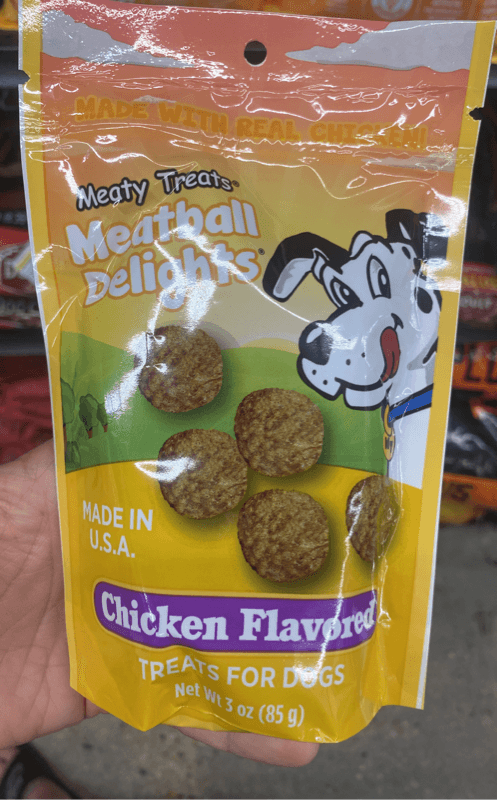 MADE WITH REAL CHICKEN!
Meaty Treats®
Meatball
Delights®
MADE IN
U.S.A.
Chicken Flavored
TREATS FOR DOGS
Net Wt 3 oz (85 g)